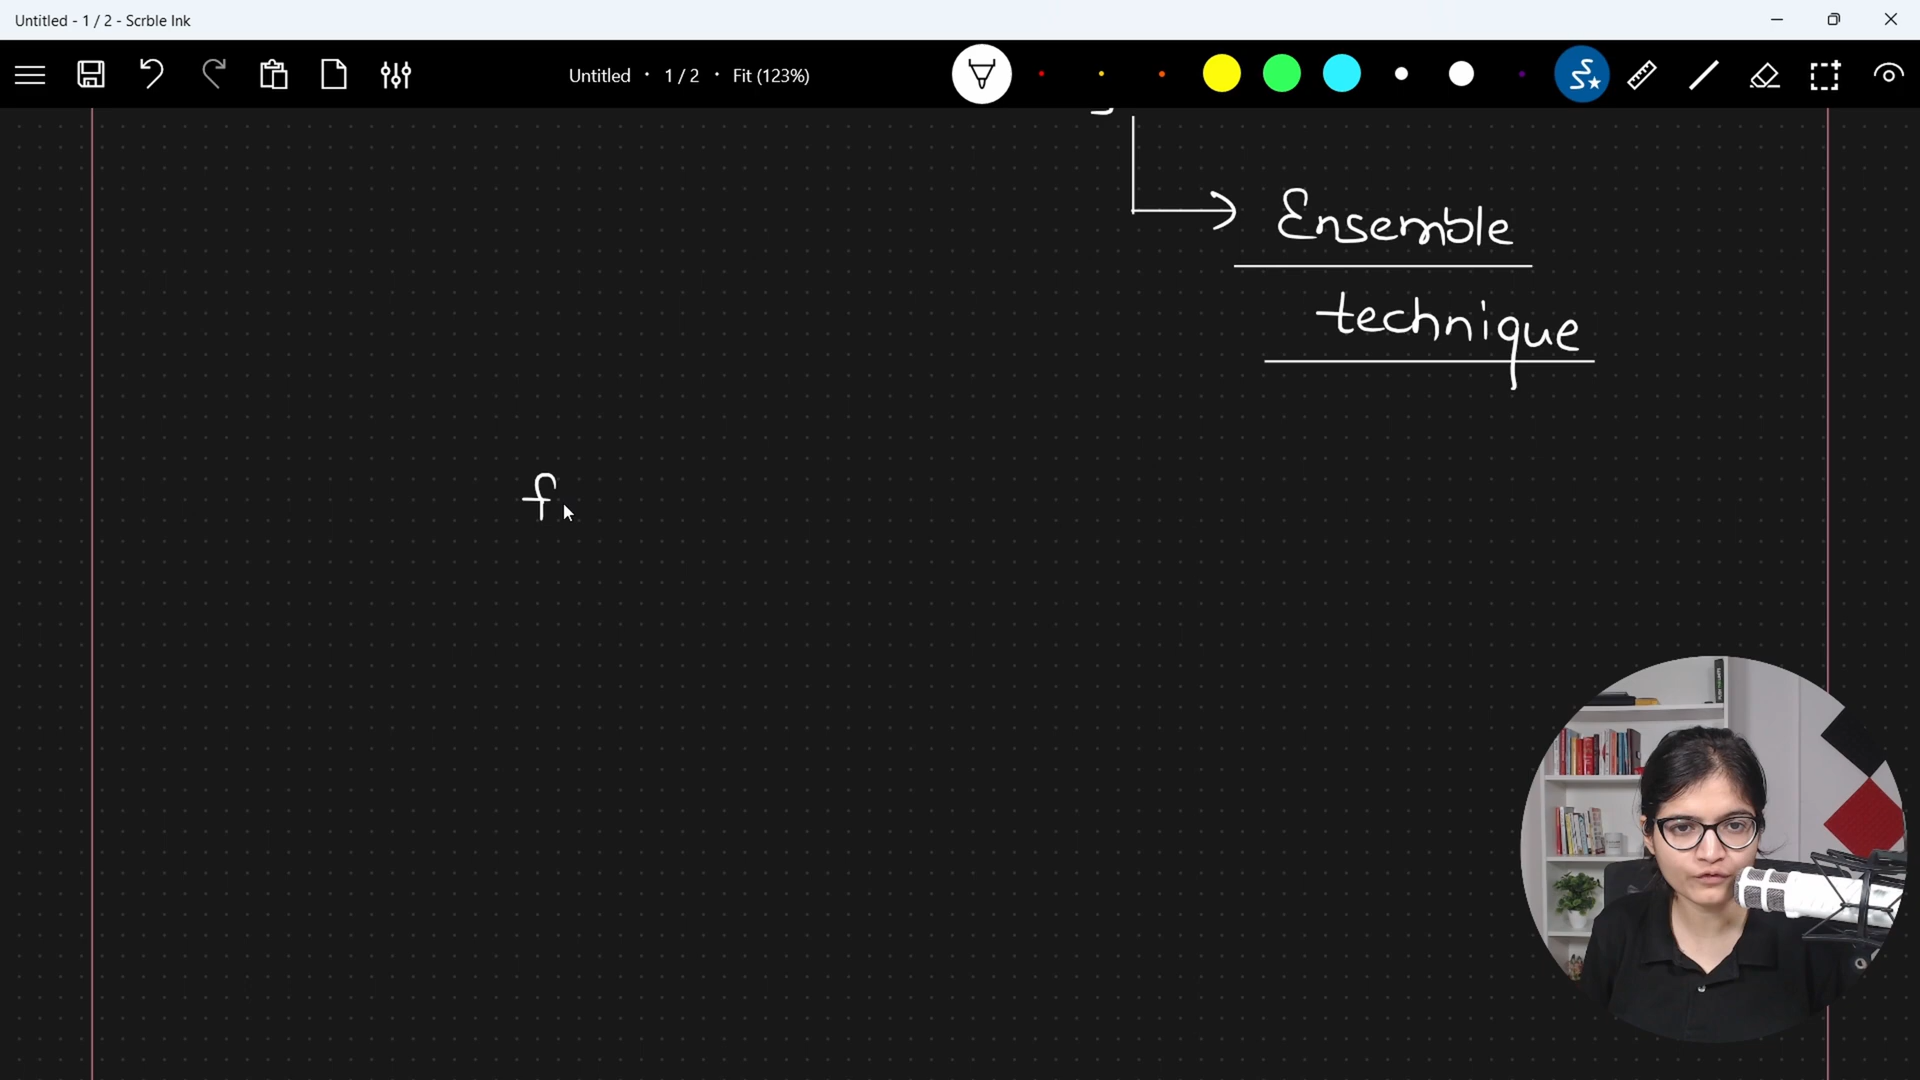 Untitled - 1 / 2 - Scrble Ink
Untitled • 1 / 2 • Fit (123%)
Ensemble
technique
f